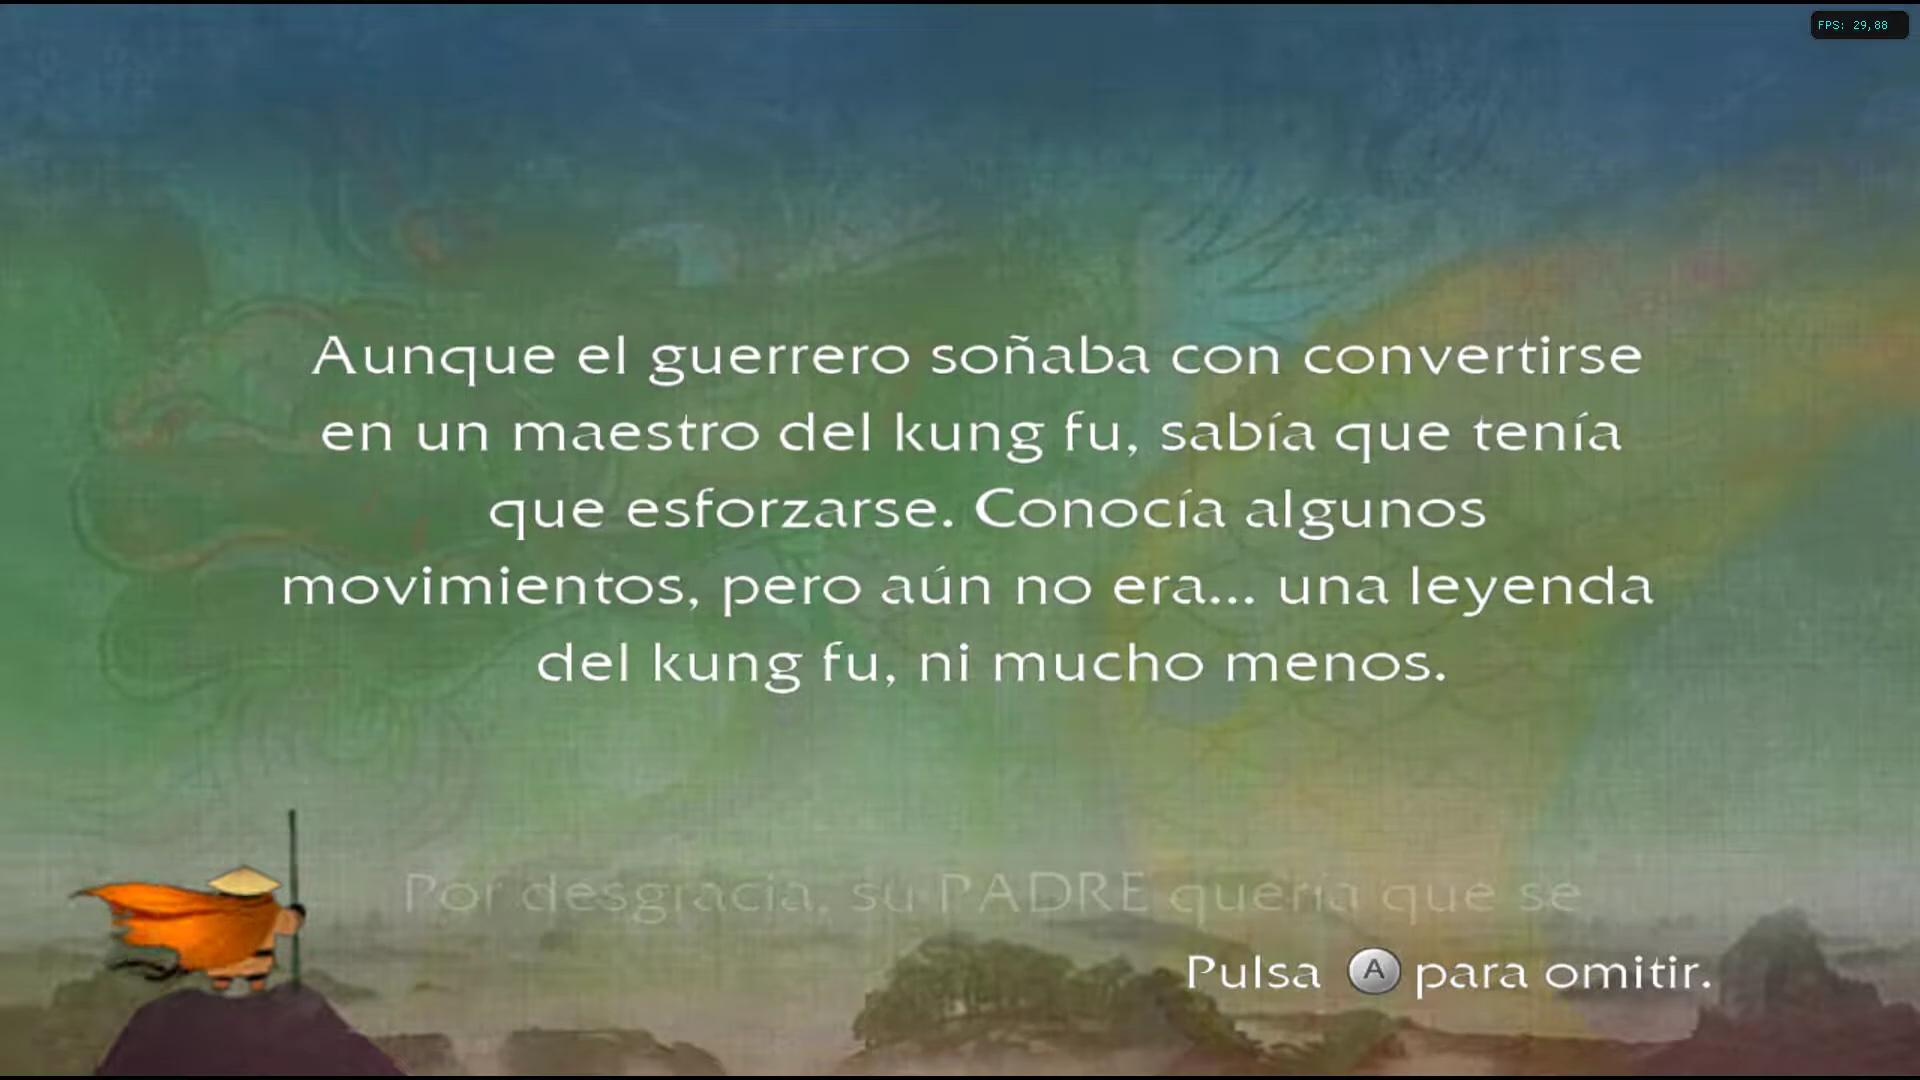 FPS: 29,88
Aunque el guerrero soñaba con convertirse
en un maestro del kung fu, sabía que tenía
que esforzarse. Conocía algunos
movimientos, pero aún no era... una leyenda
del kung fu, ni mucho menos.
Por desgracia, su PADRE quería que se
Pulsa A para omitir.